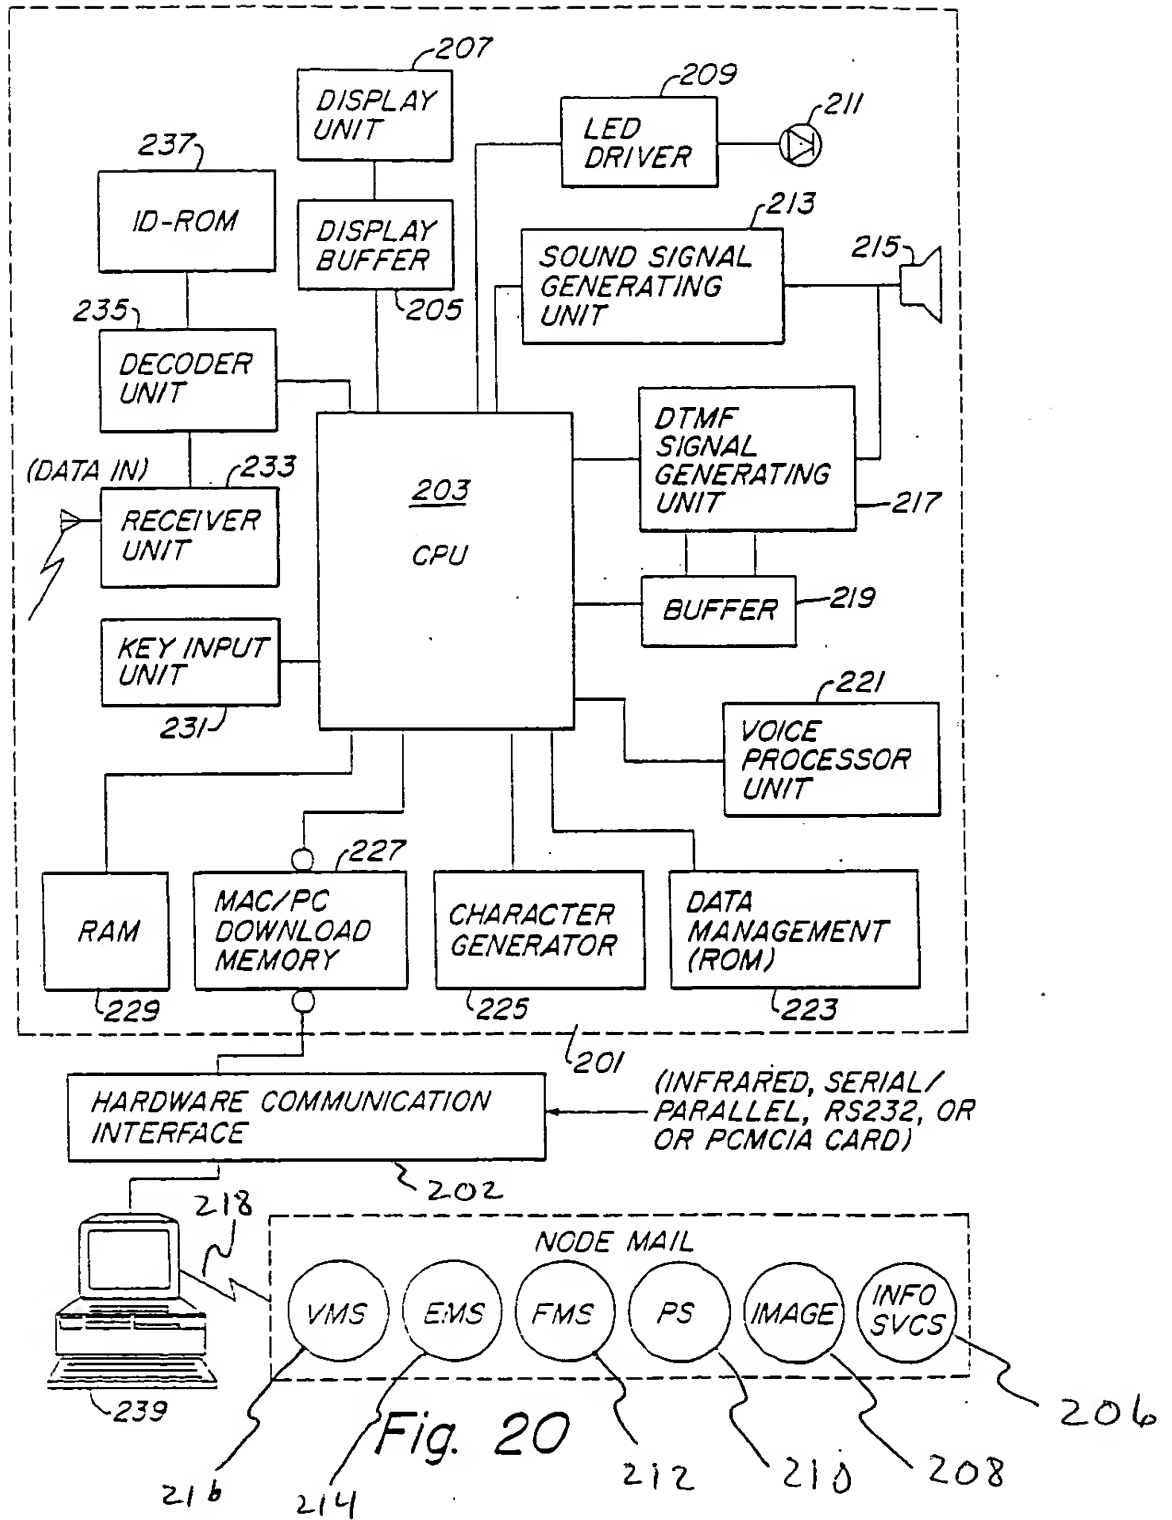 207
DISPLAY
UNIT
209
LED
DRIVER
211
237
ID-ROM
DISPLAY
BUFFER
205
213
SOUND SIGNAL
GENERATING
UNIT
215
235
DECODER
UNIT
DTMF
SIGNAL
GENERATING
UNIT
217
(DATA IN)
233
RECEIVER
UNIT
203
CPU
BUFFER
219
KEY INPUT
UNIT
231
221
VOICE
PROCESSOR
UNIT
227
RAM
229
MAC/PC
DOWNLOAD
MEMORY
CHARACTER
GENERATOR
225
DATA
MANAGEMENT
(ROM)
223
201
HARDWARE COMMUNICATION
INTERFACE
(INFRARED, SERIAL/
PARALLEL, RS232, OR
OR PCMCIA CARD)
202
218
NODE MAIL
VMS
EMS
FMS
PS
IMAGE
INFO
SVCS
239
206
Fig. 20
216
214
212
210
208